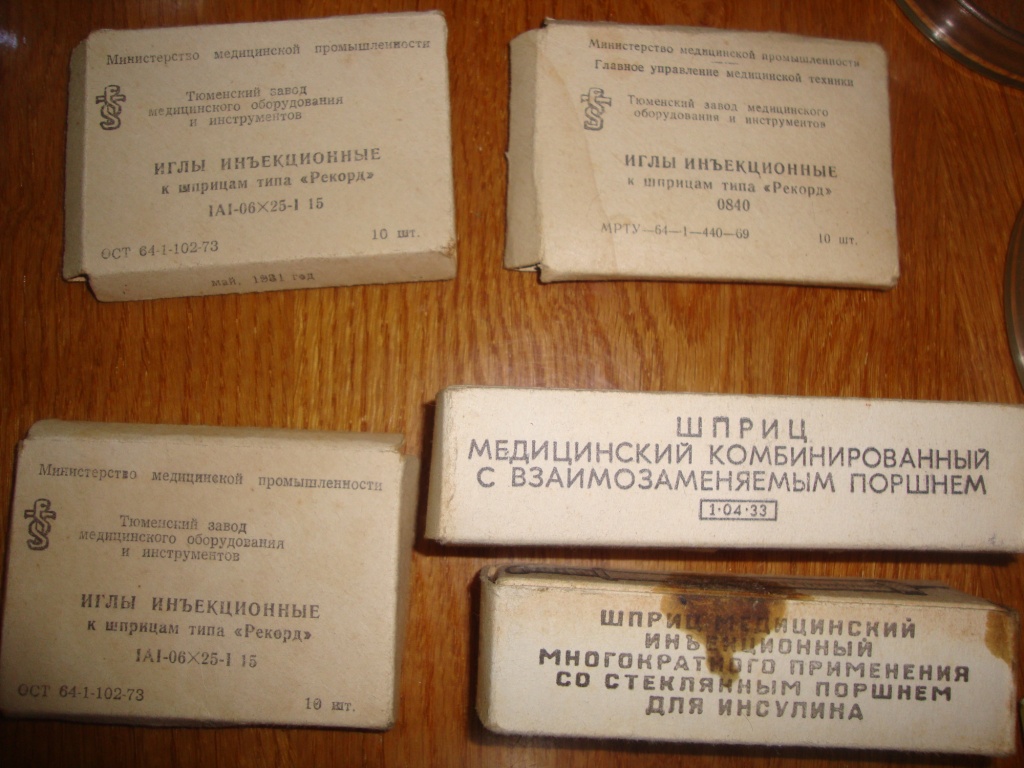 Министерство медицинской промышленности
Тюменский завод
медицинского оборудования
и инструментов
ИГЛЫ ИНЪЕКЦИОННЫЕ
к шприцам типа «Рекорд»
1А1-06×25-1 15
ОСТ 64-1-102-73
10 шт.
май, 1981 год
Министерство медицинской промышленности
Главное управление медицинской техники
Тюменский завод медицинского
оборудования и инструментов
ИГЛЫ ИНЪЕКЦИОННЫЕ
к шприцам типа «Рекорд»
0840
МРТУ—64—1—440—69
10 шт.
Министерство медицинской промышленности
Тюменский завод
медицинского оборудования
и инструментов
ИГЛЫ ИНЪЕКЦИОННЫЕ
к шприцам типа «Рекорд»
1А1-06×25-1 15
ОСТ 64-1-102-73
10 шт.
ШПРИЦ
МЕДИЦИНСКИЙ КОМБИНИРОВАННЫЙ
С ВЗАИМОЗАМЕНЯЕМЫМ ПОРШНЕМ
1·04·33
ШПРИЦ МЕДИЦИНСКИЙ
ИНЪЕКЦИОННЫЙ
МНОГОКРАТНОГО ПРИМЕНЕНИЯ
СО СТЕКЛЯННЫМ ПОРШНЕМ
ДЛЯ ИНСУЛИНА